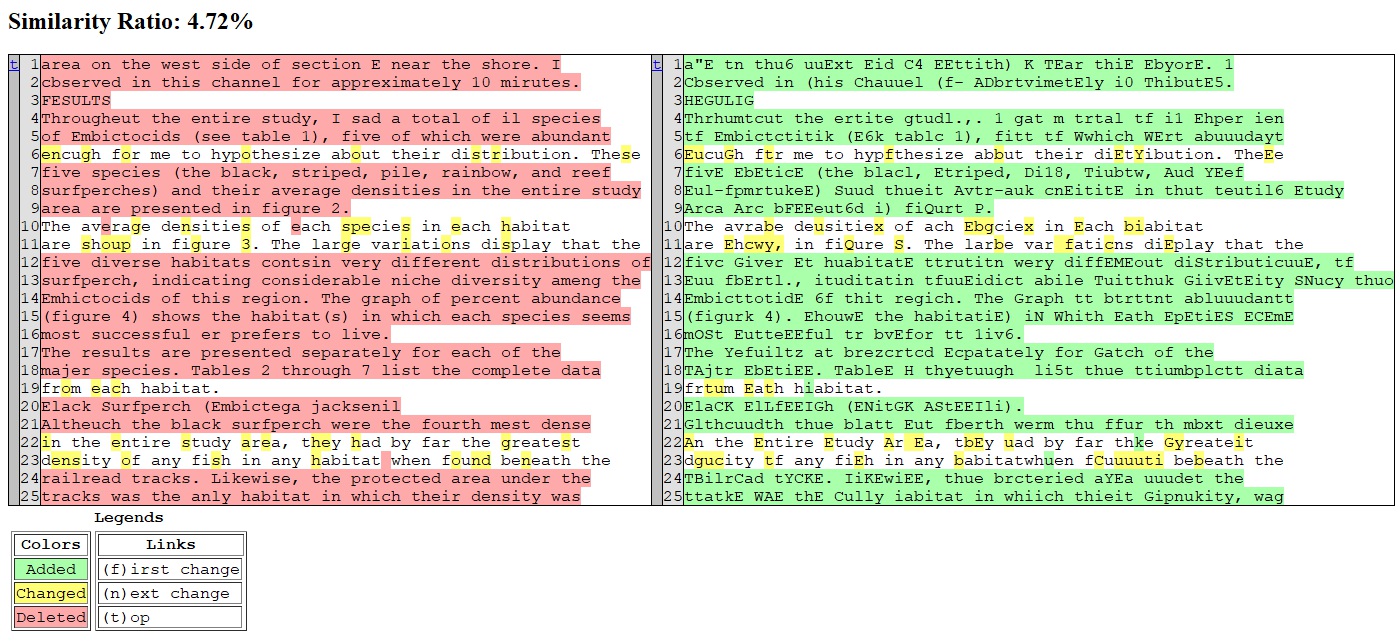 Similarity Ratio: 4.72%
t 1 area on the west side of section E near the shore. I
2 cbserved in this channel for apreximately 10 mirutes.
3 FESULTS
4 Througheut the entire study, I sad a total of il species
5 of Embictocids (see table 1), five of which were abundant
6 encugh for me to hypothesize about their distribution. These
7 five species (the black, striped, pile, rainbow, and reef
8 surfperches) and their average densities in the entire study
9 area are presented in figure 2.
10 The average densities of each species in each habitat
11 are shoup in figure 3. The large variations display that the
12 five diverse habitats contsin very different distributions of
13 surfperch, indicating considerable niche diversity among the
14 Emhictocids of this region. The graph of percent abundance
15 (figure 4) shows the habitat(s) in which each species seems
16 most successful er prefers to live.
17 The results are presented separately for each of the
18 major species. Tables 2 through 7 list the complete data
19 from each habitat.
20 Elack Surfperch (Embictega jacksenil
21 Altheuch the black surfperch were the fourth mest dense
22 in the entire study area, they had by far the greatest
23 density of any fish in any habitat when found beneath the
24 railread tracks. Likewise, the protected area under the
25 tracks was the anly habitat in which their density was
t 1 a"E tn thu6 uuExt Eid C4 EEttith) K TEar thiE EbyorE. 1
2 Cbserved in (his Chauuel (f– ADbrtvimetEly i0 ThibutE5.
3 HEGULIG
4 Thrhumtcut the ertite gtudl.,. 1 gat m trtal tf i1 Ehper ien
5 tf Embictctitik (E6k tablc 1), fitt tf Wwhich WErt abuuudayt
6 EucuGh ftr me to hypfthesize abbut their diEtYibution. TheEe
7 fivE EbEticE (the blacl, Etriped, Di18, Tiubtw, Aud YEef
8 Eul-fpmrtukeE) Suud thueit Avtr-auk cnEititE in thut teutil6 Etudy
9 Arca Arc bFEEeut6d i) fiQurt P.
10 The avrabe deusitiex of ach Ebgciex in Each biabitat
11 are Ehcwy, in fiQure S. The larbe var faticns diEplay that the
12 fivc Giver Et huabitatE ttrutitn wery diffEMEout diStributicuuE, tf
13 Euu fbErtl., ituditatin tfuuEidict abile Tuitthuk GiivEtEity SNucy thuo
14 EmbicttotidE 6f thit regich. The Graph tt btrttnt abluuudantt
15 (figurk 4). EhouwE the habitatiE) iN Whith Eath EpEtiES ECEmE
16 mOSt EutteEEful tr bvEfor tt liv6.
17 The Yefuiltz at brezcrtcd Ecpatately for Gatch of the
18 TAjtr EbEtiEE. TableE H thyetuugh  li5t thue ttiumbplctt diata
19 frtum Eath hiabitat.
20 ElaCK ElLfEEIGh (ENitGK AStEEIli).
21 Glthcuudth thue blatt Eut fberth werm thu ffur th mbxt dieuxe
22 An the Entire Etudy Ar Ea, tbEy uad by far thke Gyreateit
23 dgucity tf any fiEh in any babitatwhuen fCuuuuti bebeath the
24 TBilrCad tYCKE. IiKEwiEE, thue brcteried aYEa uuudet the
25 ttatkE WAE thE Cully iabitat in whiich thieit Gipnukity, wag
Legends
Colors
Added
Changed
Deleted
Links
(f)irst change
(n)ext change
(t)op